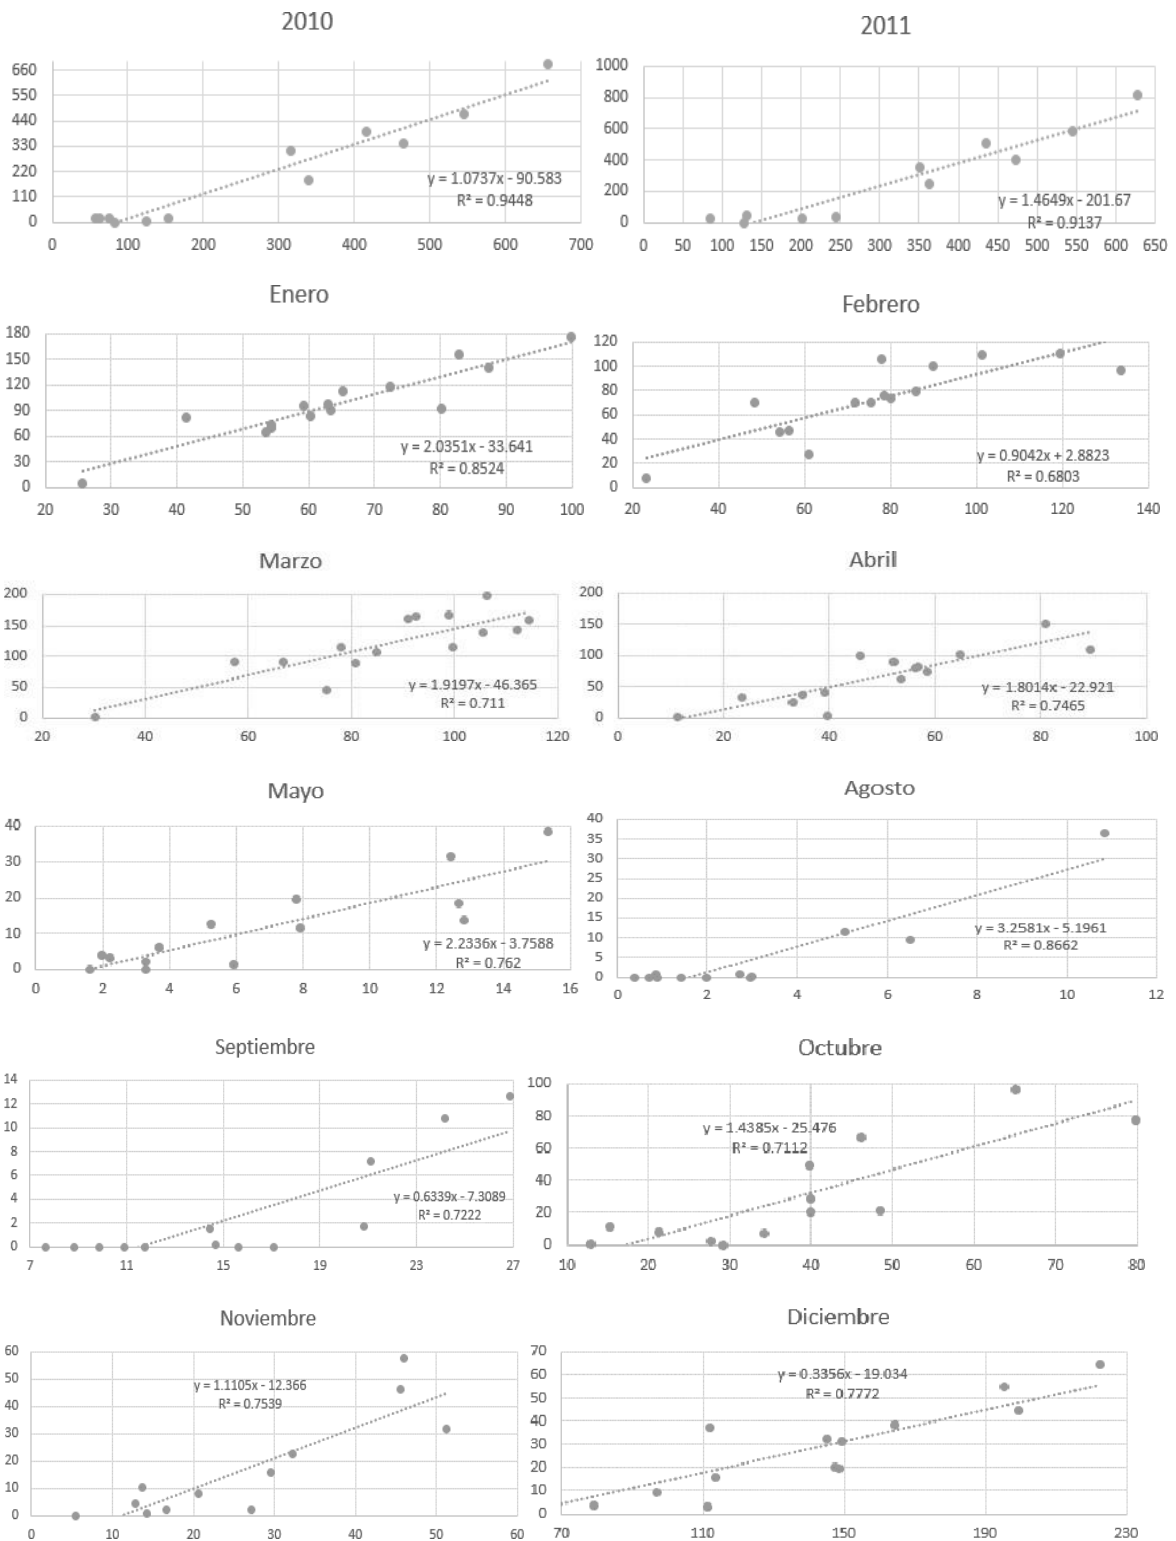 2010
2011
660
550
440
330
220
110
0
0 100 200 300 400 500 600 700
y = 1.0737x - 90.583
R² = 0.9448
1000
800
600
400
200
0
0 50 100 150 200 250 300 350 400 450 500 550 600 650
y = 1.4649x - 201.67
R² = 0.9137
Enero
Febrero
180
150
120
90
60
30
0
20 30 40 50 60 70 80 90 100
y = 2.0351x - 33.641
R² = 0.8524
120
100
80
60
40
20
0
20 40 60 80 100 120 140
y = 0.9042x + 2.8823
R² = 0.6803
Marzo
Abril
200
150
100
50
0
20 40 60 80 100 120
y = 1.9197x - 46.365
R² = 0.711
200
150
100
50
0
0 20 40 60 80 100
y = 1.8014x - 22.921
R² = 0.7465
Mayo
Agosto
40
30
20
10
0
0 2 4 6 8 10 12 14 16
y = 2.2336x - 3.7588
R² = 0.762
40
35
30
25
20
15
10
5
0
0 2 4 6 8 10 12
y = 3.2581x - 5.1961
R² = 0.8662
Septiembre
Octubre
14
12
10
8
6
4
2
0
7 11 15 19 23 27
y = 0.6339x - 7.3089
R² = 0.7222
100
80
60
40
20
0
10 20 30 40 50 60 70 80
y = 1.4385x - 25.476
R² = 0.7112
Noviembre
Diciembre
60
50
40
30
20
10
0
0 10 20 30 40 50 60
y = 1.1105x - 12.366
R² = 0.7539
70
60
50
40
30
20
10
0
70 110 150 190 230
y = 0.3356x - 19.034
R² = 0.7772